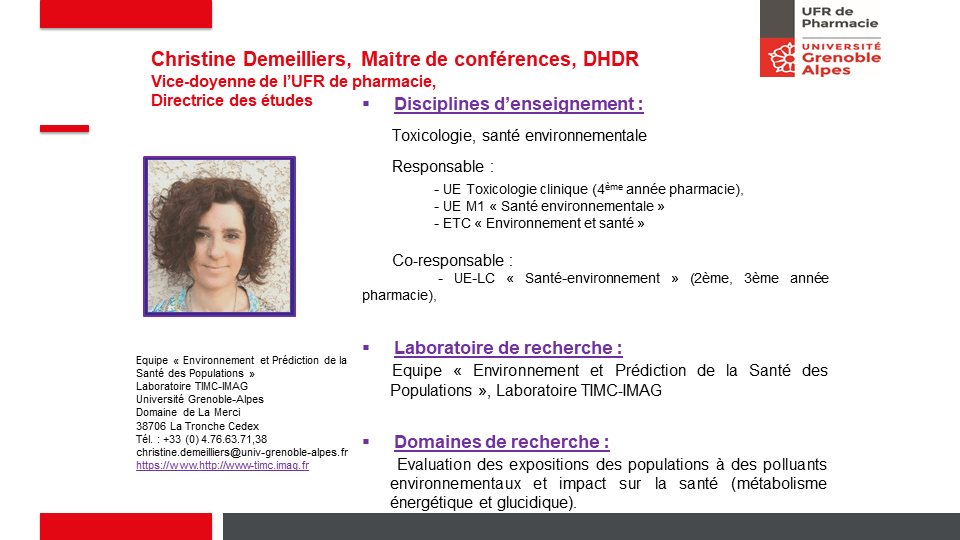 UFR de
Pharmacie
UNIVERSITÉ
Grenoble
Alpes
Christine Demeilliers, Maître de conférences, DHDR
Vice-doyenne de l’UFR de pharmacie,
Directrice des études
▪ Disciplines d’enseignement :
Toxicologie, santé environnementale
Responsable :
- UE Toxicologie clinique (4ème année pharmacie),
- UE M1 « Santé environnementale »
- ETC « Environnement et santé »
Co-responsable :
- UE-LC « Santé-environnement » (2ème, 3ème année
pharmacie),
▪ Laboratoire de recherche :
Equipe « Environnement et Prédiction de la Santé des
Populations », Laboratoire TIMC-IMAG
▪ Domaines de recherche :
Evaluation des expositions des populations à des polluants
environnementaux et impact sur la santé (métabolisme
énergétique et glucidique).
Equipe « Environnement et Prédiction de la
Santé des Populations »
Laboratoire TIMC-IMAG
Université Grenoble-Alpes
Domaine de La Merci
38706 La Tronche Cedex
Tél. : +33 (0) 4.76.63.71,38
christine.demeilliers@univ-grenoble-alpes.fr
https://www.http://www-timc.imag.fr